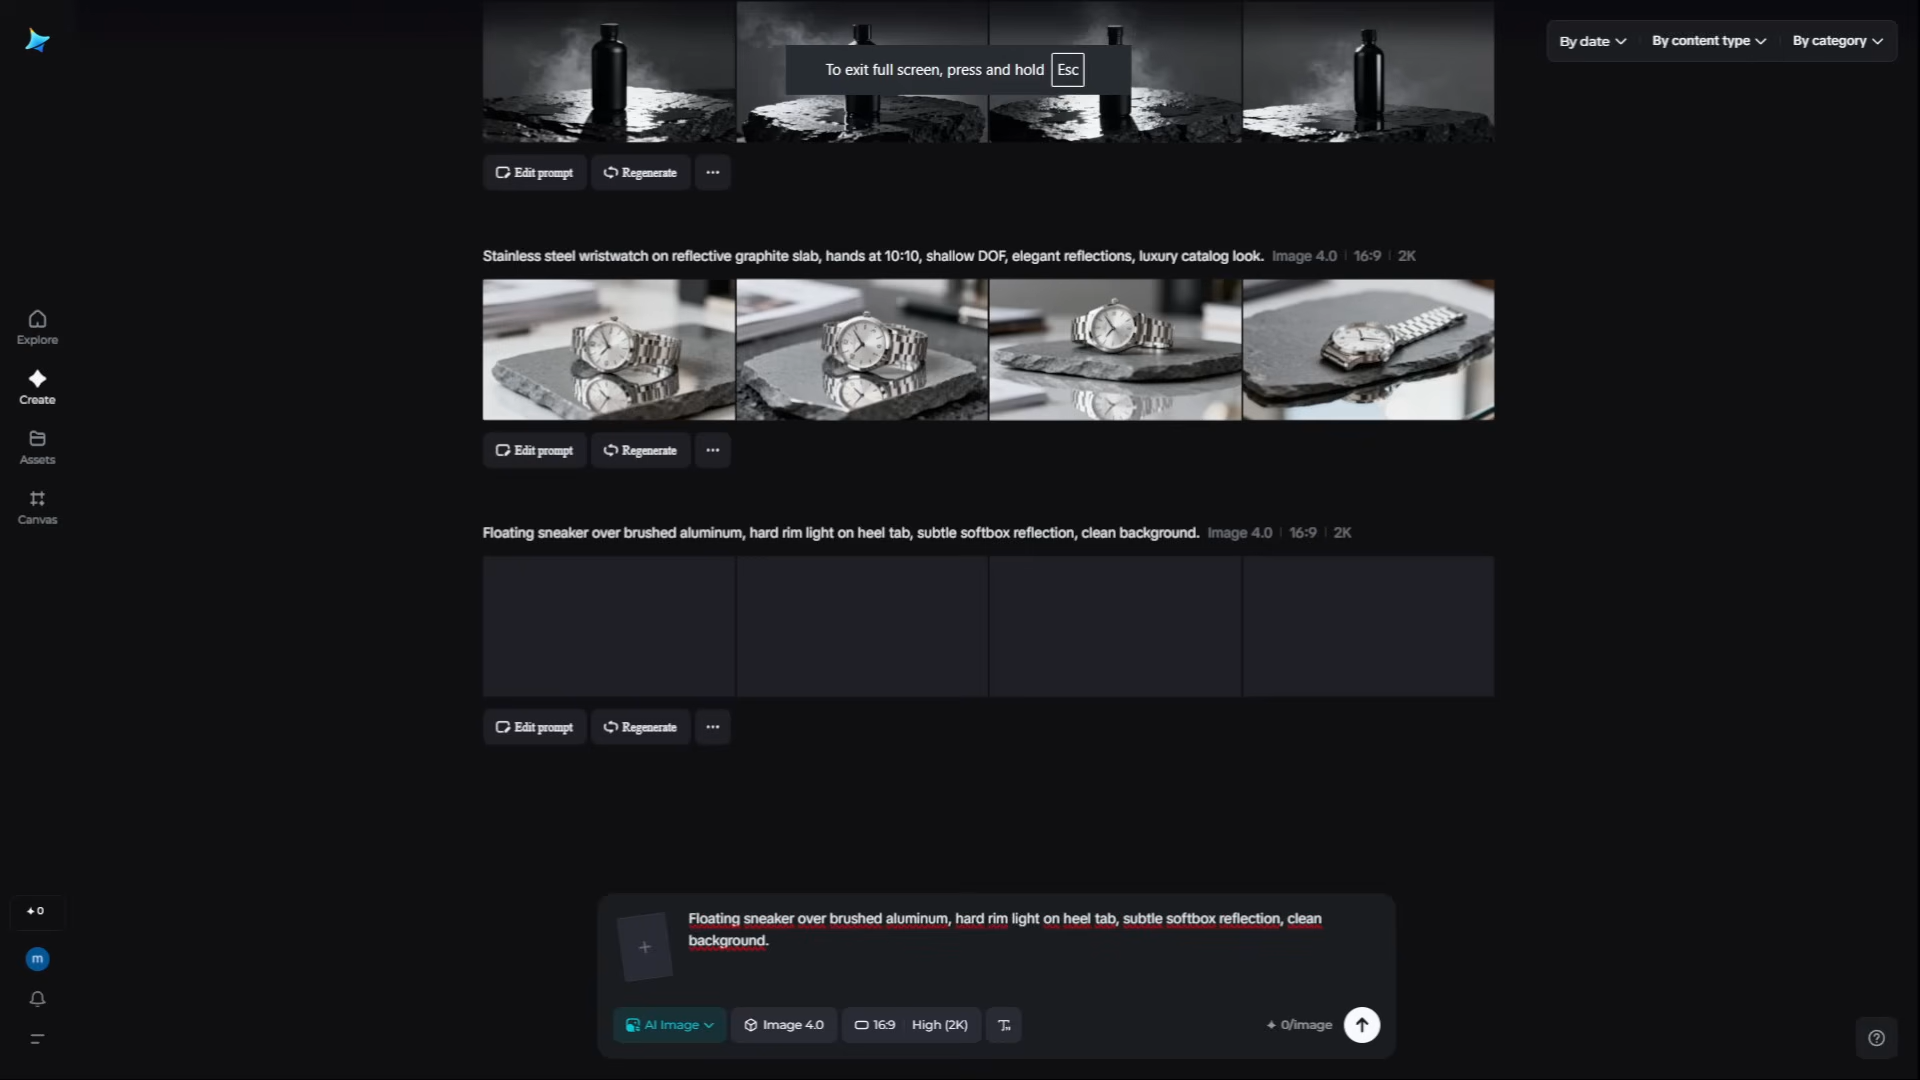 By date
By content type
By category
To exit full screen, press and hold Esc
Edit prompt
Regenerate
Stainless steel wristwatch on reflective graphite slab, hands at 10:10, shallow DOF, elegant reflections, luxury catalog look. Image 4.0 | 16:9 | 2K
Explore
Create
Edit prompt
Regenerate
Assets
Canvas
Floating sneaker over brushed aluminum, hard rim light on heel tab, subtle softbox reflection, clean background. Image 4.0 | 16:9 | 2K
Edit prompt
Regenerate
0
m
Floating sneaker over brushed aluminum, hard rim light on heel tab, subtle softbox reflection, clean
background.
AI Image
Image 4.0
16:9
High (2K)
T
0/image